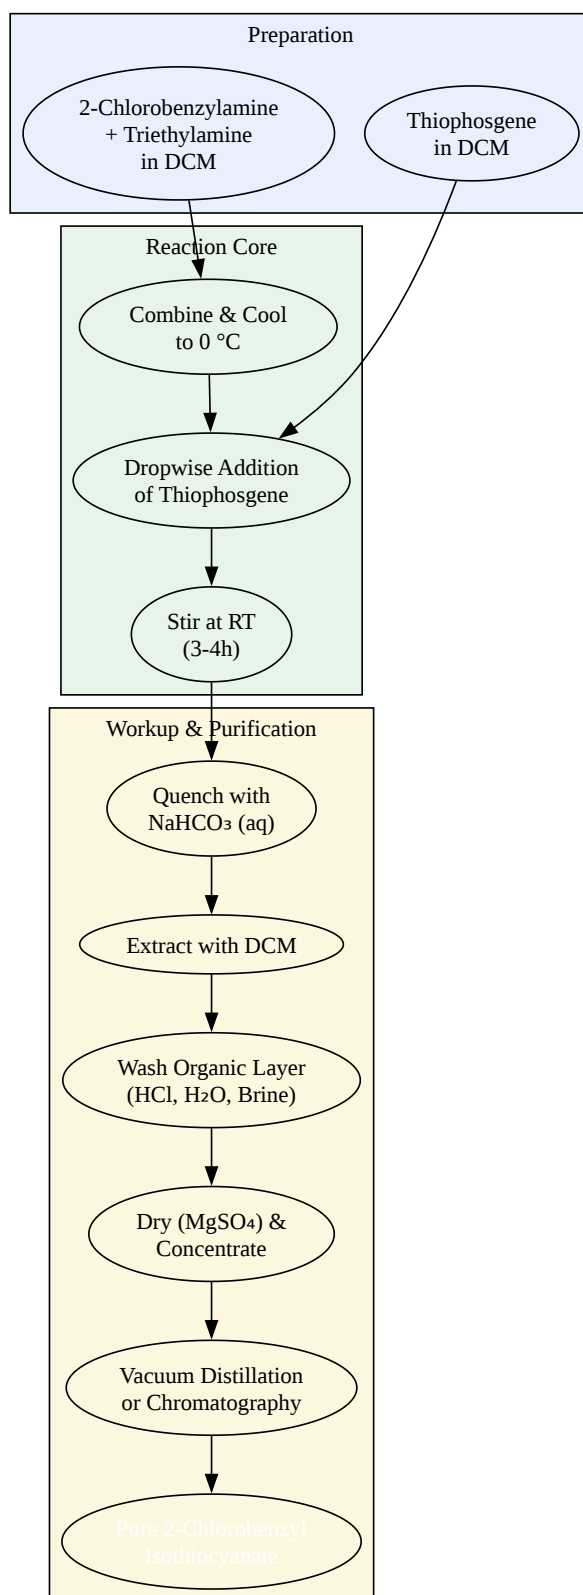 Preparation
2-Chlorobenzylamine
+ Triethylamine
in DCM
Thiophosgene
in DCM
Reaction Core
Combine & Cool
to 0 °C
Dropwise Addition
of Thiophosgene
Stir at RT
(3-4h)
Workup & Purification
Quench with
NaHCO₃ (aq)
Extract with DCM
Wash Organic Layer
(HCl, H₂O, Brine)
Dry (MgSO₄) &
Concentrate
Vacuum Distillation
or Chromatography
Pure 2-Chlorobenzyl
Isothiocyanate